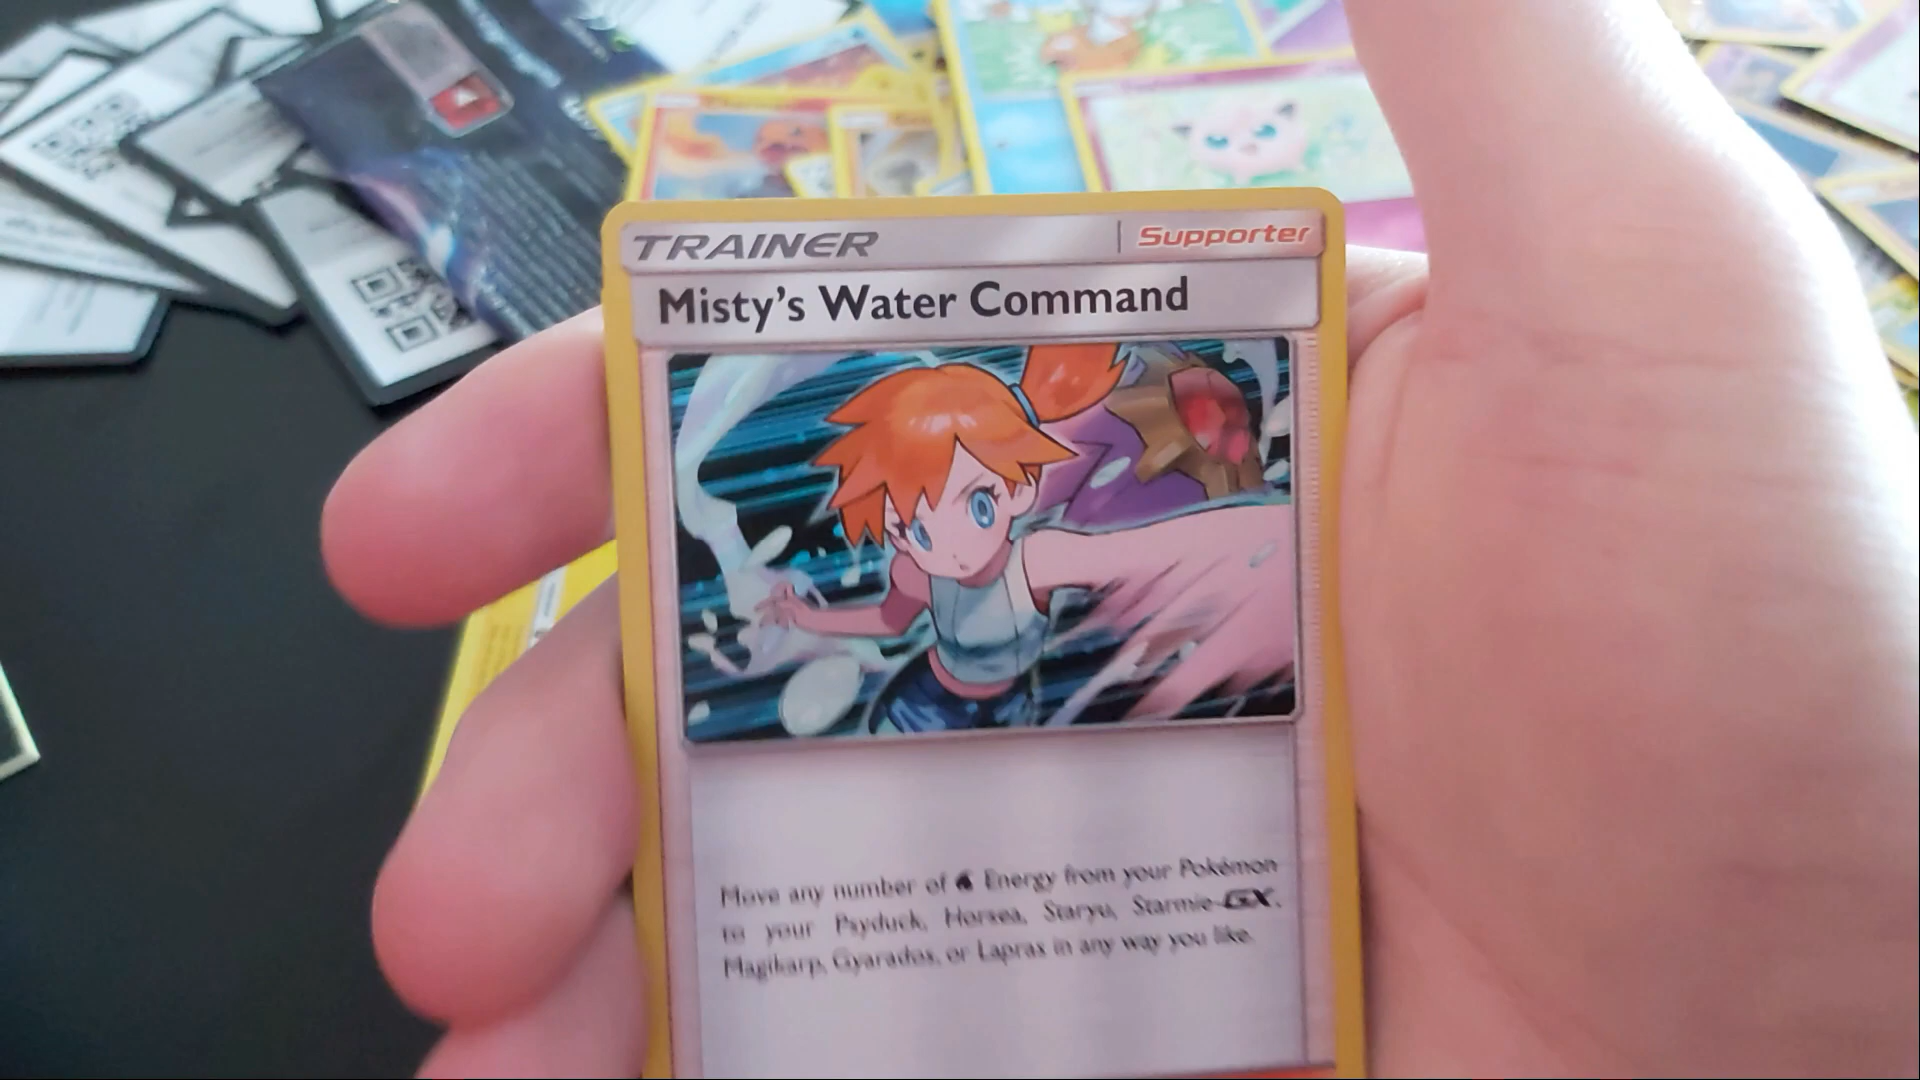 TRAINER
Supporter
Misty's Water Command
Move any number of Energy from your Pokémon
to your Psyduck, Horsea, Staryu, Starmie-GX,
Magikarp, Gyarados, or Lapras in any way you like.